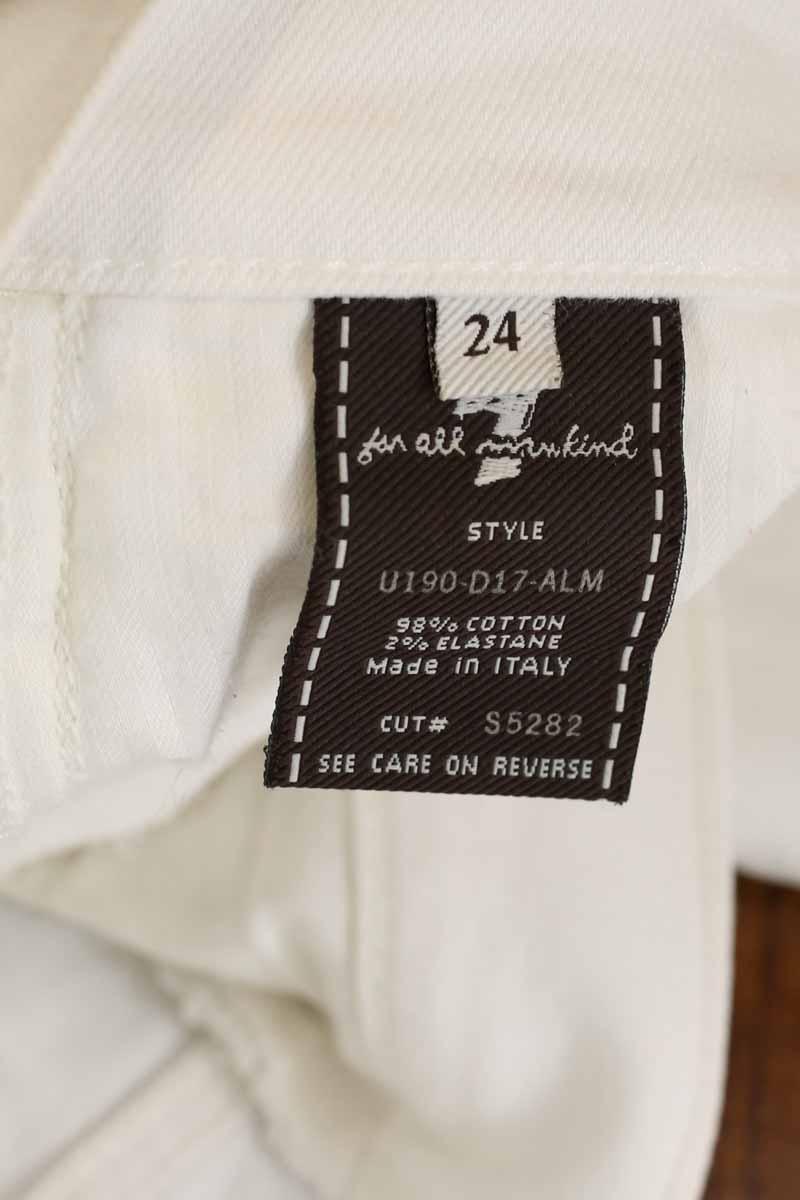 24
7
for all mankind
STYLE
U190-D17-ALM
98% COTTON
2% ELASTANE
Made in ITALY
CUT# S5282
SEE CARE ON REVERSE